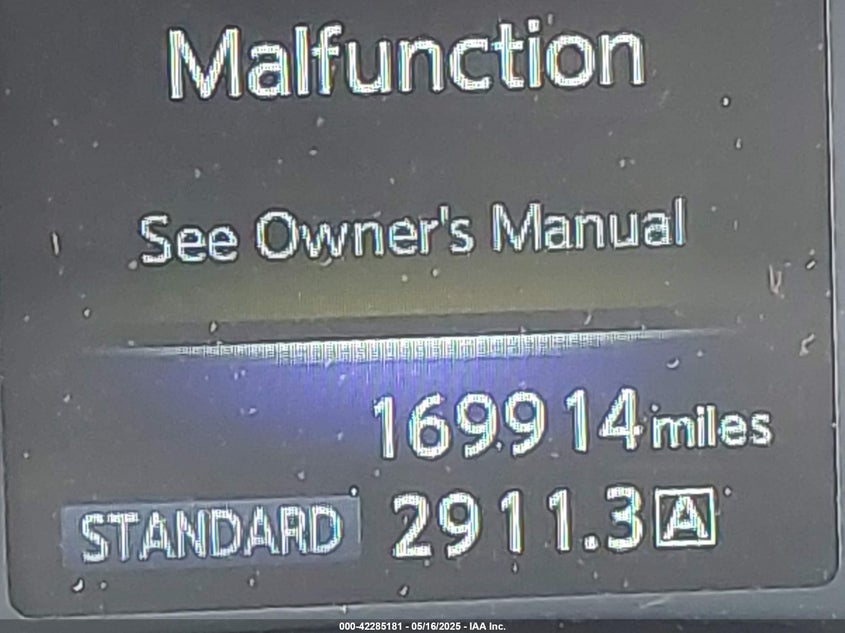 Malfunction
See Owner's Manual
169914 miles
STANDARD 2911.3 A
000-42285181 - 05/16/2025 - IAA Inc.